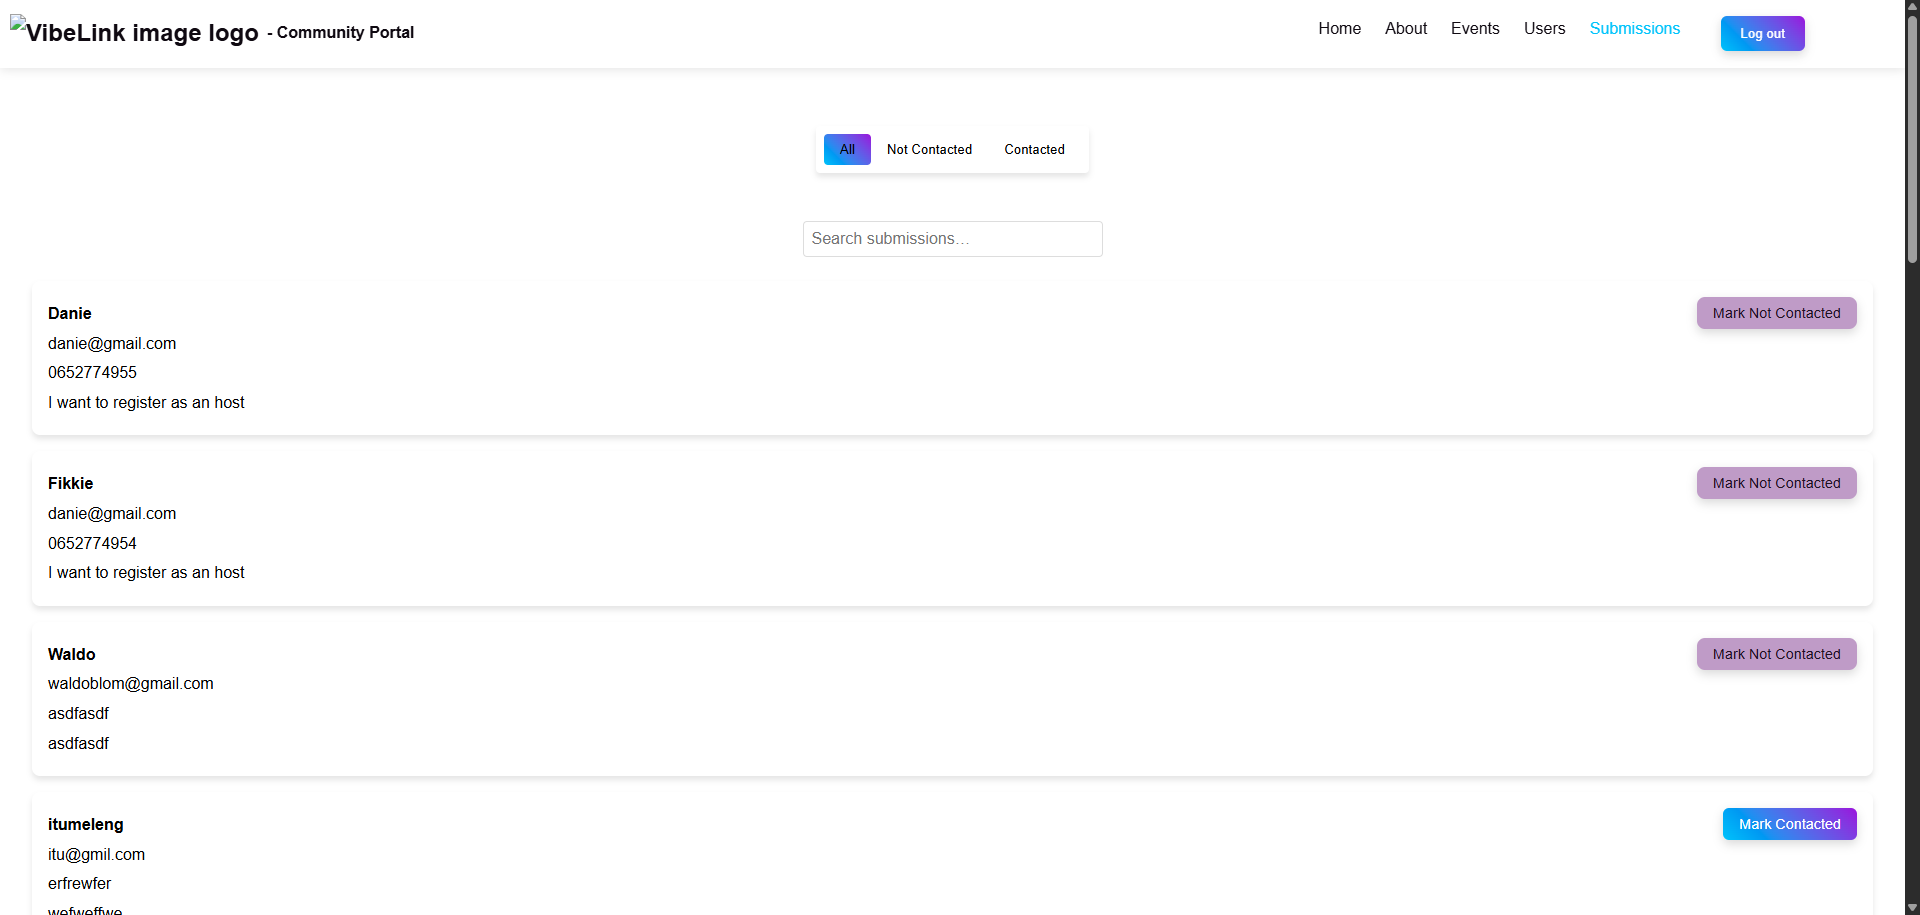 VibeLink image logo - Community Portal
Home About Events Users Submissions Log out
All Not Contacted Contacted
Search submissions...
Danie Mark Not Contacted
danie@gmail.com
0652774955
I want to register as an host
Fikkie Mark Not Contacted
danie@gmail.com
0652774954
I want to register as an host
Waldo Mark Not Contacted
waldoblom@gmail.com
asdfasdf
asdfasdf
itumeleng Mark Contacted
itu@gmil.com
erfrewfer
wefweffwe